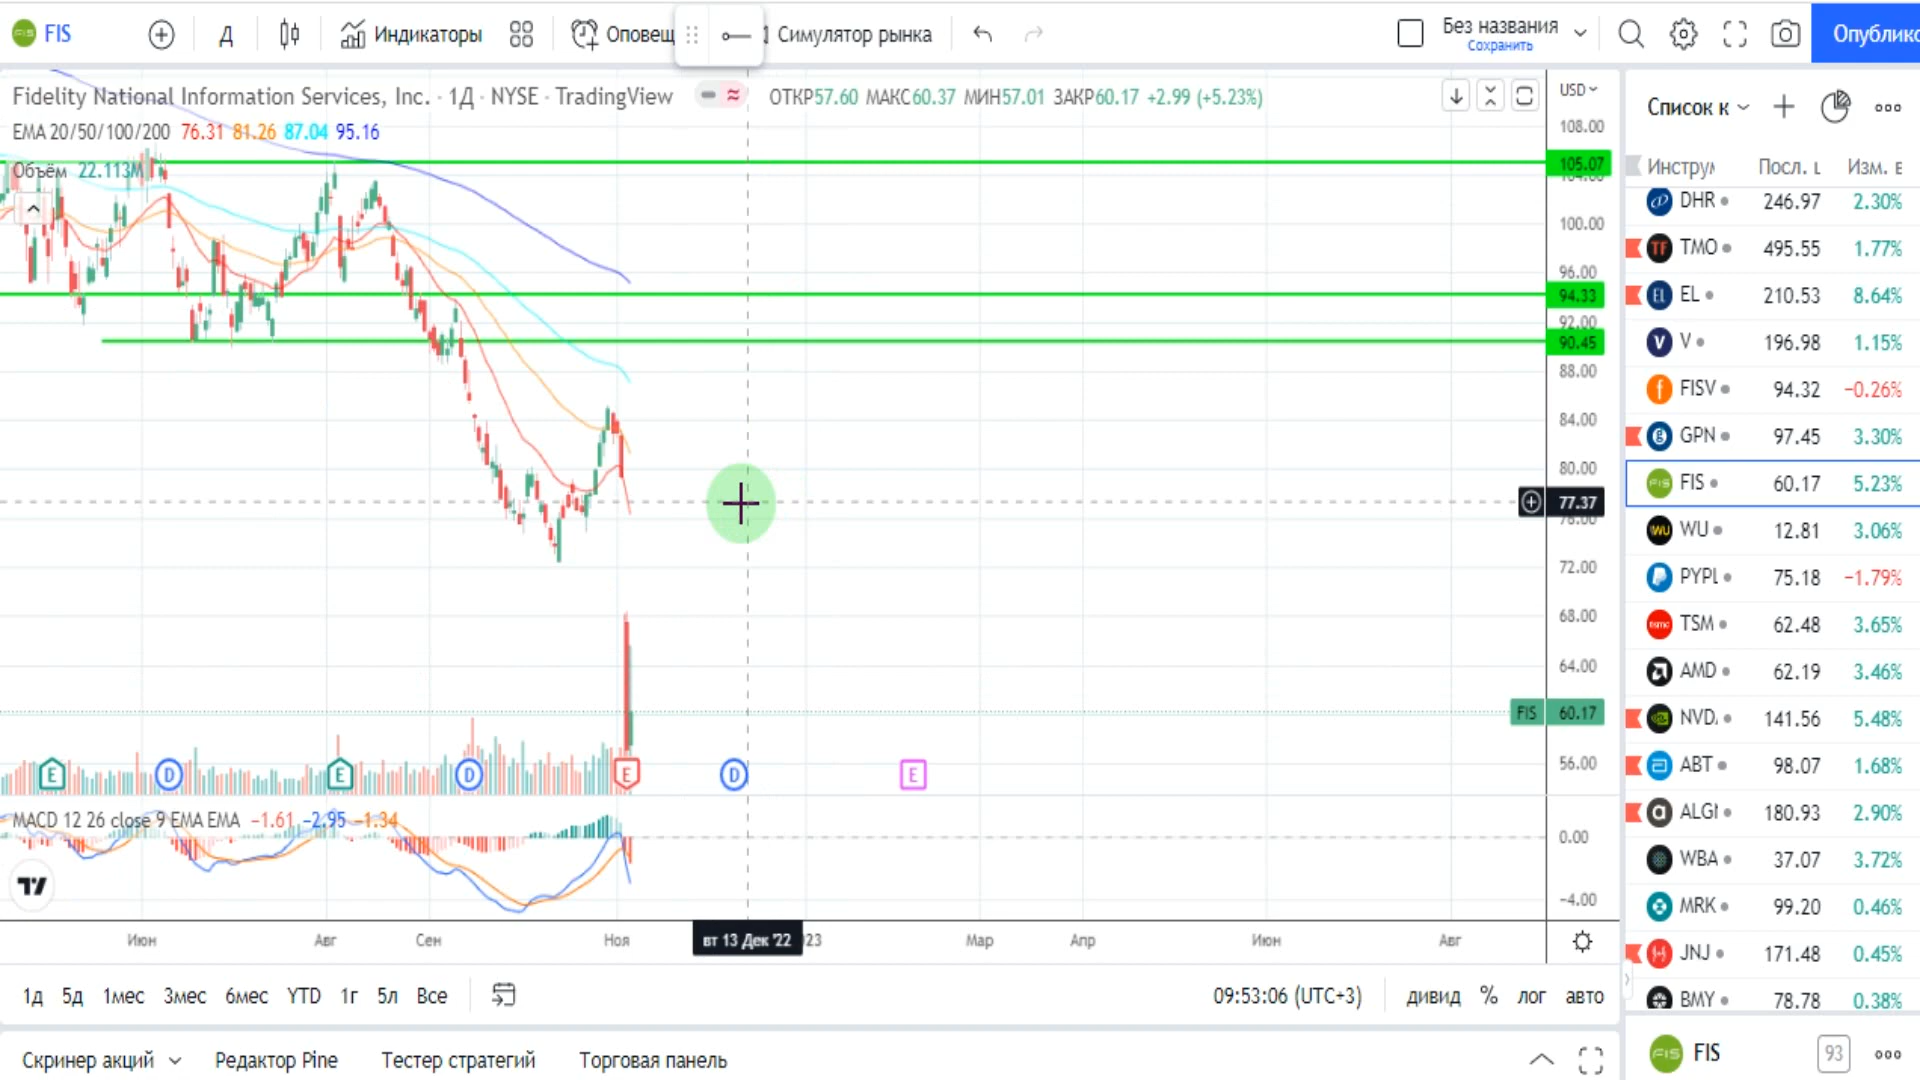 FIS
Д
Индикаторы
Оповещ
Симулятор рынка
Без названия
Сохранить
Опублико
Fidelity National Information Services, Inc. · 1Д · NYSE · TradingView
ОТКР57.60 МАКС60.37 МИН57.01 ЗАКР60.17 +2.99 (+5.23%)
EMA 20/50/100/200 76.31 81.26 87.04 95.16
Объём 22.113M
USD
108.00
105.07
104.00
100.00
96.00
94.33
92.00
90.45
88.00
84.00
80.00
77.37
76.00
72.00
68.00
64.00
FIS 60.17
56.00
E D E D E D E
MACD 12 26 close 9 EMA EMA −1.61 −2.95 −1.34
0.00
−4.00
Июн Авг Сен Ноя вт 13 Дек '22 23 Мар Апр Июн Авг
1д 5д 1мес 3мес 6мес YTD 1г 5л Все
09:53:06 (UTC+3) дивид % лог авто
Скринер акций Редактор Pine Тестер стратегий Торговая панель
Список к
Инструм Посл. ц Изм. в
DHR 246.97 2.30%
TMO 495.55 1.77%
EL 210.53 8.64%
V 196.98 1.15%
FISV 94.32 −0.26%
GPN 97.45 3.30%
FIS 60.17 5.23%
WU 12.81 3.06%
PYPL 75.18 −1.79%
TSM 62.48 3.65%
AMD 62.19 3.46%
NVD 141.56 5.48%
ABT 98.07 1.68%
ALGN 180.93 2.90%
WBA 37.07 3.72%
MRK 99.20 0.46%
JNJ 171.48 0.45%
BMY 78.78 0.38%
FIS 93